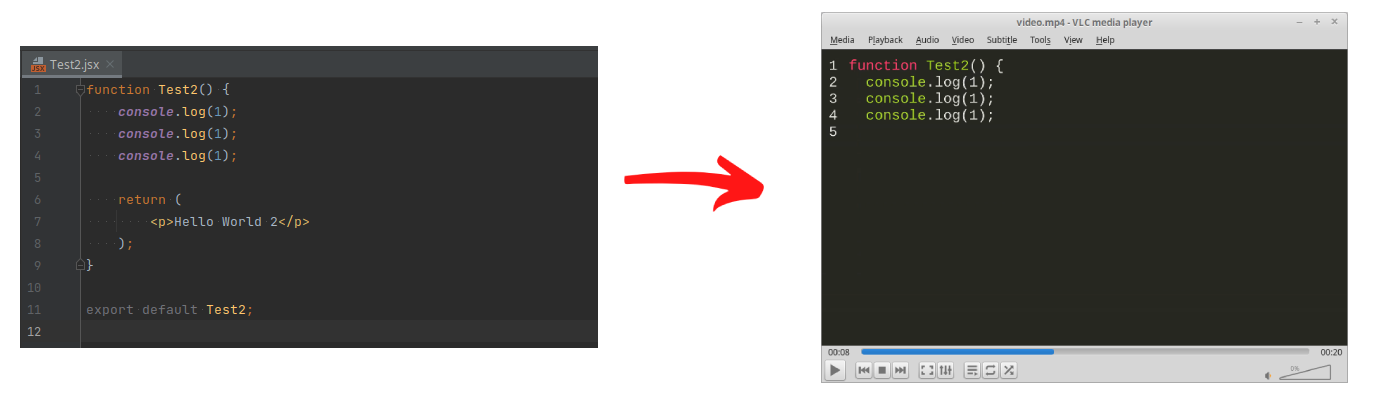 Test2.jsx
1 function Test2() {
2 console.log(1);
3 console.log(1);
4 console.log(1);
5
6 return (
7 <p>Hello World 2</p>
8 );
9 }
10
11 export default Test2;
12
video.mp4 - VLC media player
Media Playback Audio Video Subtitle Tools View Help
1 function Test2() {
2 console.log(1);
3 console.log(1);
4 console.log(1);
5
00:08 00:20
0%